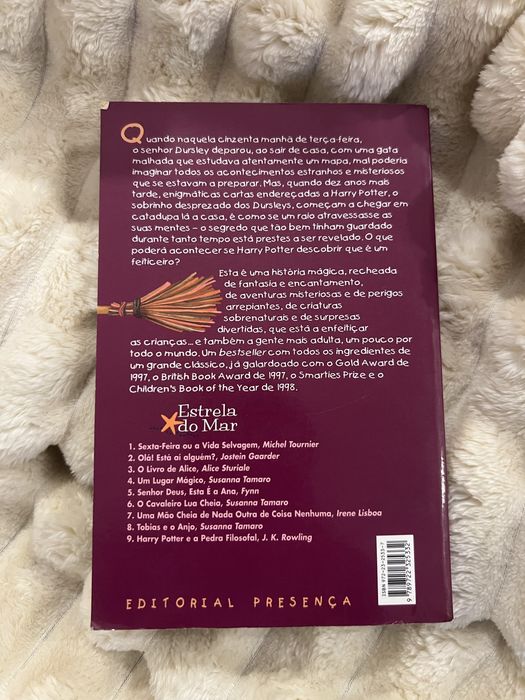 Quando naquela cinzenta manhã de terça-feira,
o senhor Dursley deparou, ao sair de casa, com uma gata
malhada que estudava atentamente um mapa, mal poderia
imaginar todos os acontecimentos estranhos e misteriosos
que se estavam a preparar. Mas, quando dez anos mais
tarde, enigmáticas cartas endereçadas a Harry Potter, o
sobrinho desprezado dos Dursleys, começam a chegar em
catadupa lá a casa, é como se um raio atravessasse as
suas mentes – o segredo que tão bem tinham guardado
durante tanto tempo está prestes a ser revelado. O que
poderá acontecer se Harry Potter descobrir que é um
feiticeiro?
Esta é uma história mágica, recheada
de fantasia e encantamento,
de aventuras misteriosas e de perigos
arrepiantes, de criaturas
sobrenaturais e de surpresas
divertidas, que está a enfeitiçar
as crianças... e também a gente mais adulta, um pouco por
todo o mundo. Um bestseller com todos os ingredientes de
um grande clássico, já galardoado com o Gold Award de
1997, o British Book Award de 1997, o Smarties Prize e o
Children's Book of the Year de 1998.
Estrela
do Mar
1. Sexta-Feira ou a Vida Selvagem, Michel Tournier
2. Olá! Está aí alguém?, Jostein Gaarder
3. O Livro de Alice, Alice Sturiale
4. Um Lugar Mágico, Susanna Tamaro
5. Senhor Deus, Esta É a Ana, Fynn
6. O Cavaleiro Lua Cheia, Susanna Tamaro
7. Uma Mão Cheia de Nada Outra de Coisa Nenhuma, Irene Lisboa
8. Tobias e o Anjo, Susanna Tamaro
9. Harry Potter e a Pedra Filosofal, J. K. Rowling
EDITORIAL PRESENÇA
ISBN 972-23-2533-7
9 789722 325332